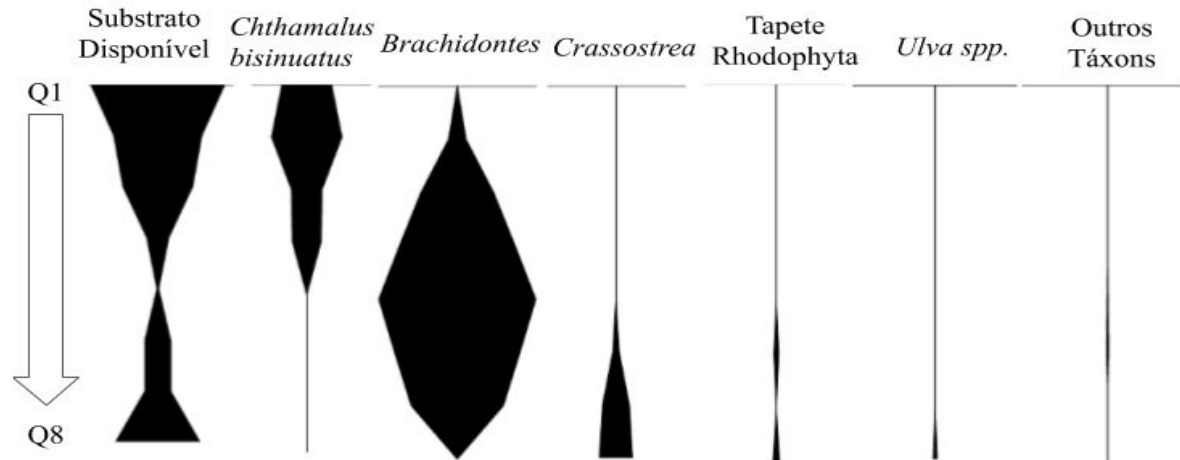 Substrato
Disponível
Chthamalus
bisinuatus
Brachidontes
Crassostrea
Tapete
Rhodophyta
Ulva spp.
Outros
Táxons
Q1
Q8